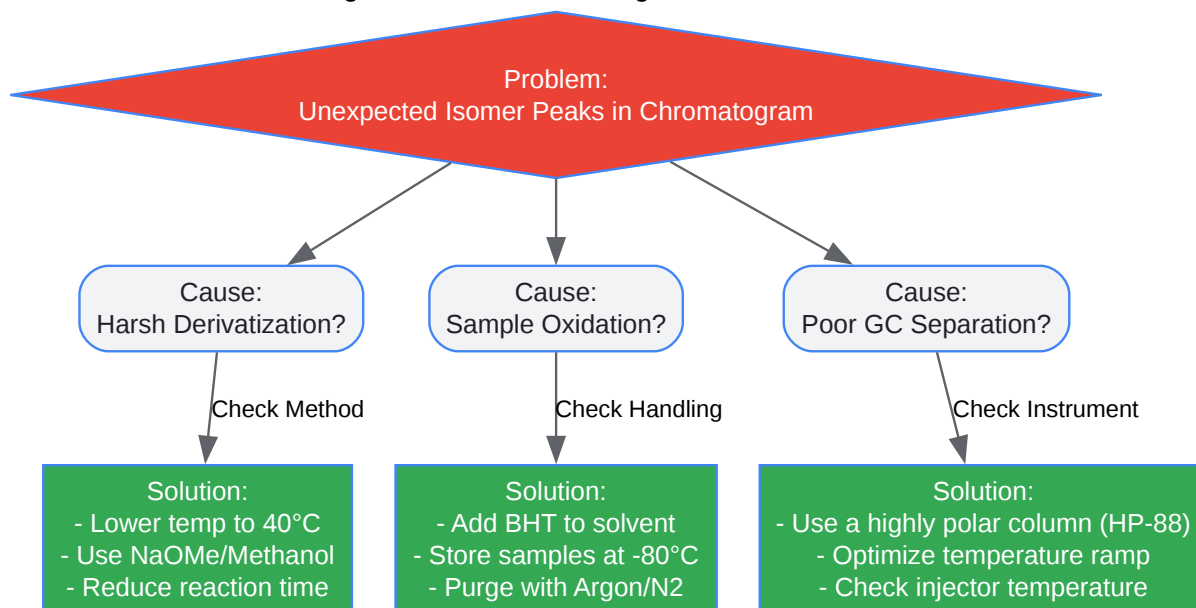 Problem:
Unexpected Isomer Peaks in Chromatogram
Cause:
Harsh Derivatization?
Cause:
Sample Oxidation?
Cause:
Poor GC Separation?
Check Method
Check Handling
Check Instrument
Solution:
- Lower temp to 40°C
- Use NaOMe/Methanol
- Reduce reaction time
Solution:
- Add BHT to solvent
- Store samples at -80°C
- Purge with Argon/N2
Solution:
- Use a highly polar column (HP-88)
- Optimize temperature ramp
- Check injector temperature